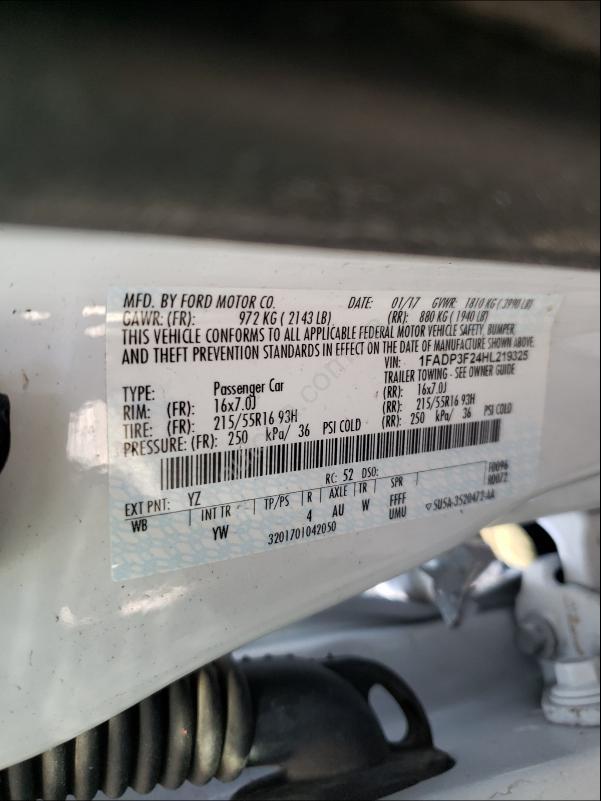 MFD. BY FORD MOTOR CO. DATE: 01/17 GVWR: 1810 KG ( 3990 LB)
GAWR: (FR): 972 KG ( 2143 LB) (RR): 880 KG ( 1940 LB)
THIS VEHICLE CONFORMS TO ALL APPLICABLE FEDERAL MOTOR VEHICLE SAFETY, BUMPER,
AND THEFT PREVENTION STANDARDS IN EFFECT ON THE DATE OF MANUFACTURE SHOWN ABOVE.
VIN: 1FADP3F24HL219325
TYPE: Passenger Car TRAILER TOWING - SEE OWNER GUIDE
RIM: (FR): 16x7.0J (RR): 16x7.0J
TIRE: (FR): 215/55R16 93H (RR): 215/55R16 93H
PRESSURE: (FR): 250 kPa/ 36 PSI COLD (RR): 250 kPa/ 36 PSI COLD
EXT PNT: YZ RC: 52 DSO: F0096
R0072
WB INT TR TP/PS R AXLE TR SPR
YW 4 AU W FFFF
UMU
3201701042050
▽5U5A-3520472-AA